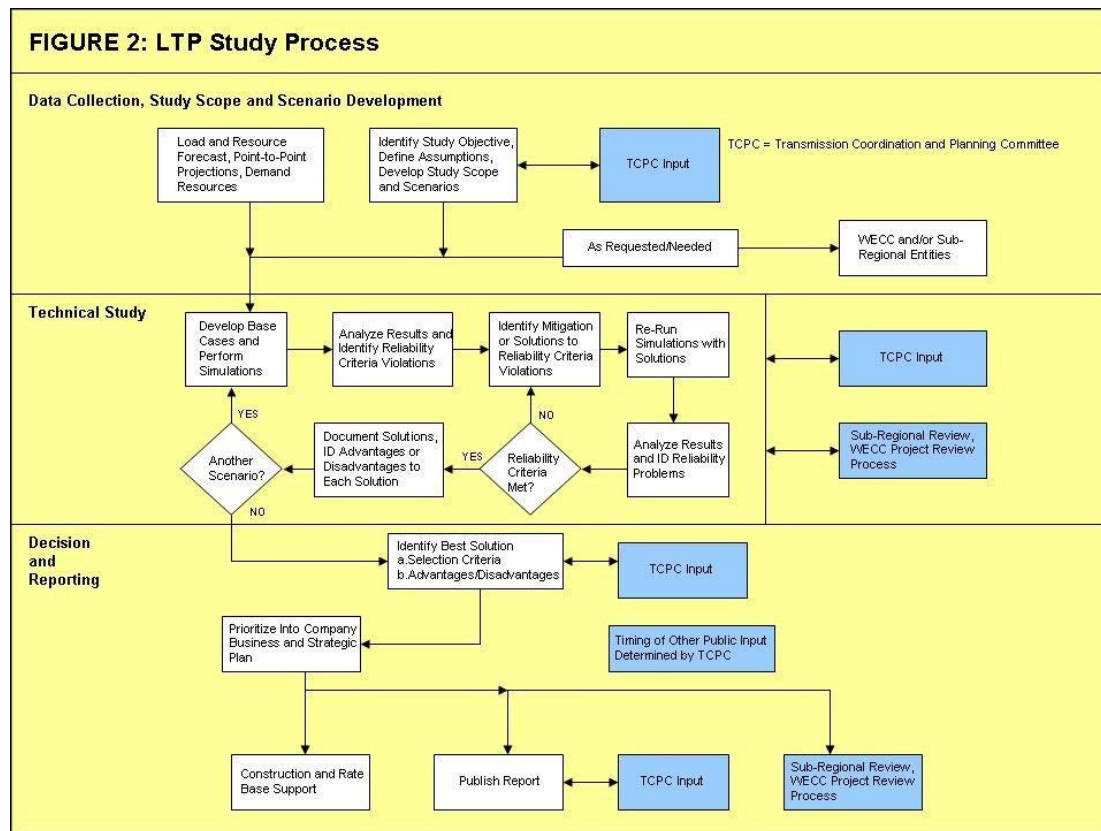 FIGURE 2: LTP Study Process
Data Collection, Study Scope and Scenario Development
Load and Resource
Forecast, Point-to-Point
Projections, Demand
Resources
Identify Study Objective,
Define Assumptions,
Develop Study Scope
and Scenarios
TCPC Input
TCPC = Transmission Coordination and Planning Committee
As Requested/Needed
WECC and/or Sub-
Regional Entities
Technical Study
Develop Base
Cases and
Perform
Simulations
Analyze Results and
Identify Reliability
Criteria Violations
Identify Mitigation
or Solutions to
Reliability Criteria
Violations
Re-Run
Simulations with
Solutions
TCPC Input
YES
NO
Another
Scenario?
Document Solutions,
ID Advantages or
Disadvantages to
Each Solution
YES
Reliability
Criteria
Met?
Analyze Results
and ID Reliability
Problems
Sub-Regional Review,
WECC Project Review
Process
NO
Decision
and
Reporting
Identify Best Solution
a.Selection Criteria
b.Advantages/Disadvantages
TCPC Input
Prioritize Into Company
Business and Strategic
Plan
Timing of Other Public Input
Determined by TCPC
Construction and Rate
Base Support
Publish Report
TCPC Input
Sub-Regional Review,
WECC Project Review
Process